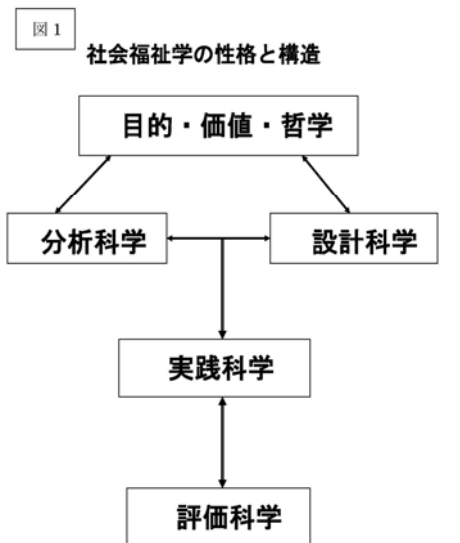 図1
社会福祉学の性格と構造
目的・価値・哲学
分析科学
設計科学
実践科学
評価科学